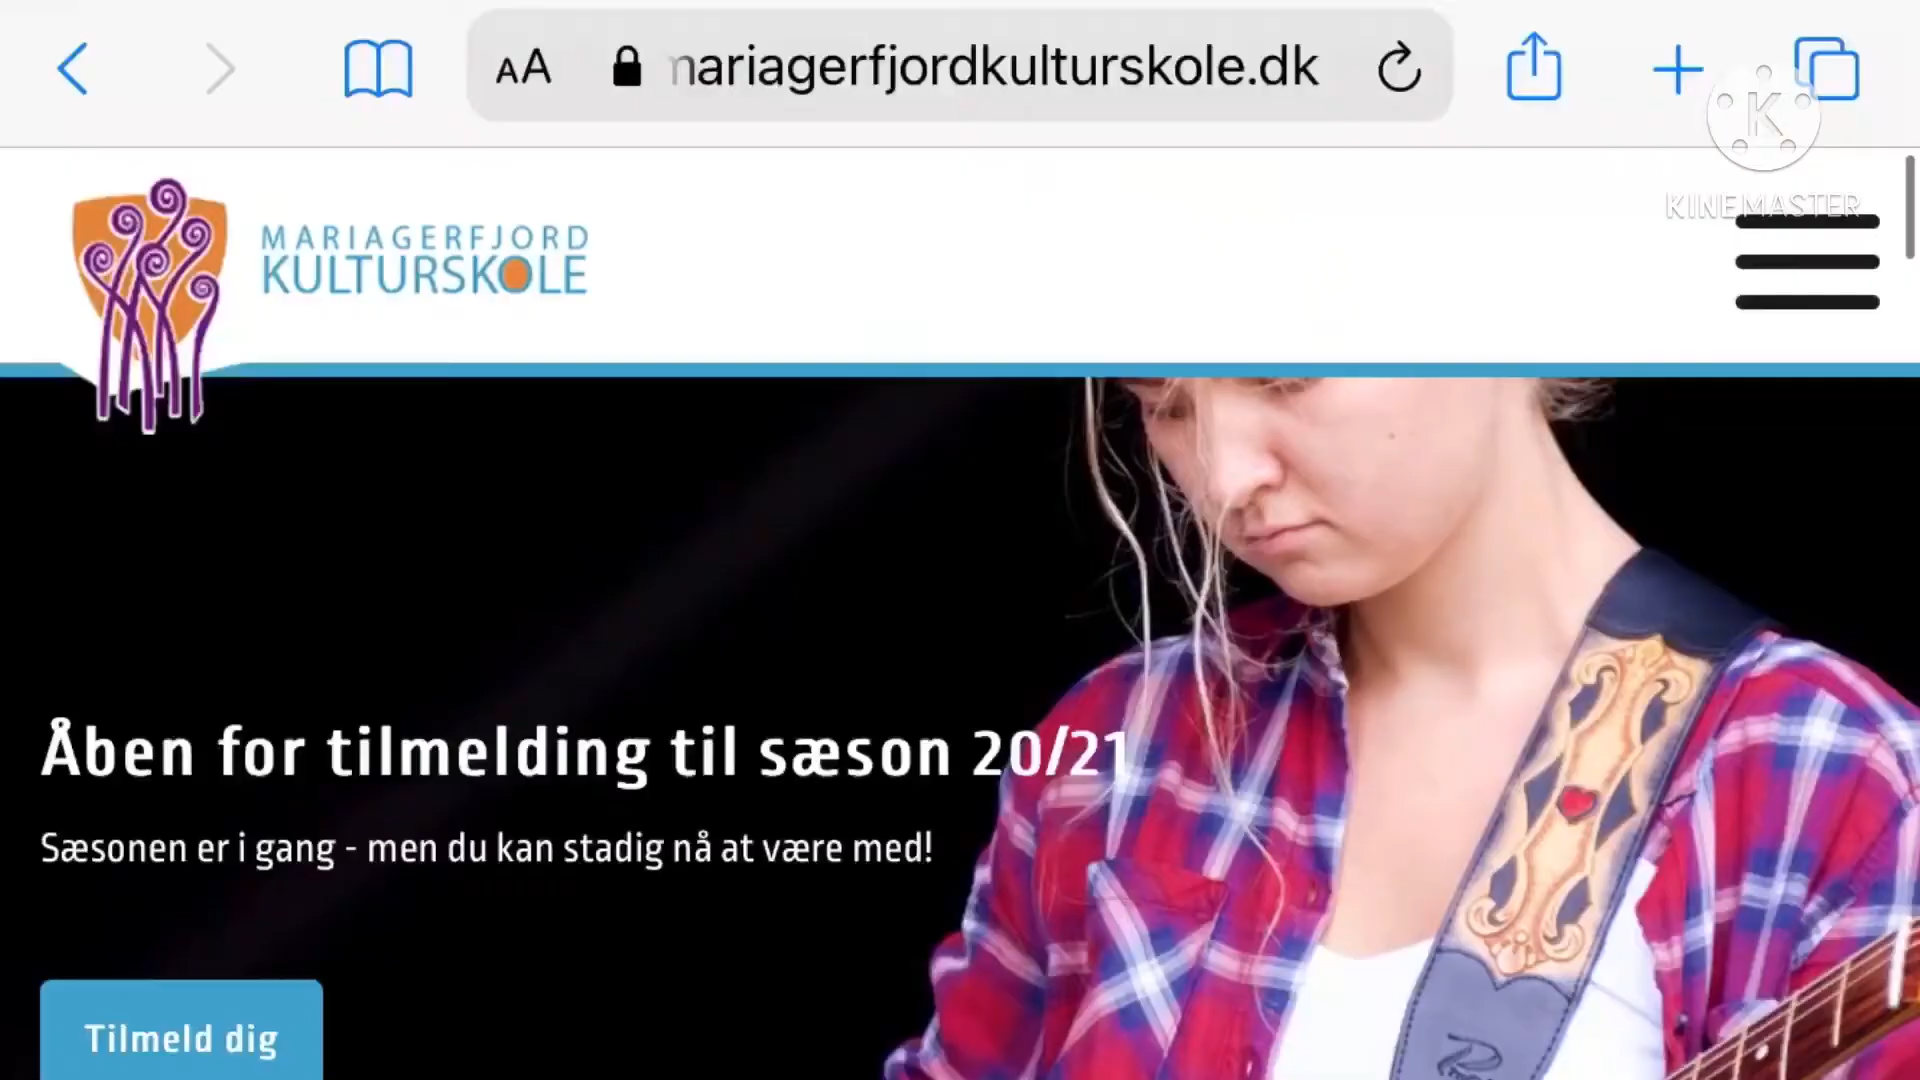 AA mariagerfjordkulturskole.dk
K
KINEMASTER
MARIAGERFJORD
KULTURSKOLE
Åben for tilmelding til sæson 20/21
Sæsonen er i gang - men du kan stadig nå at være med!
Tilmeld dig